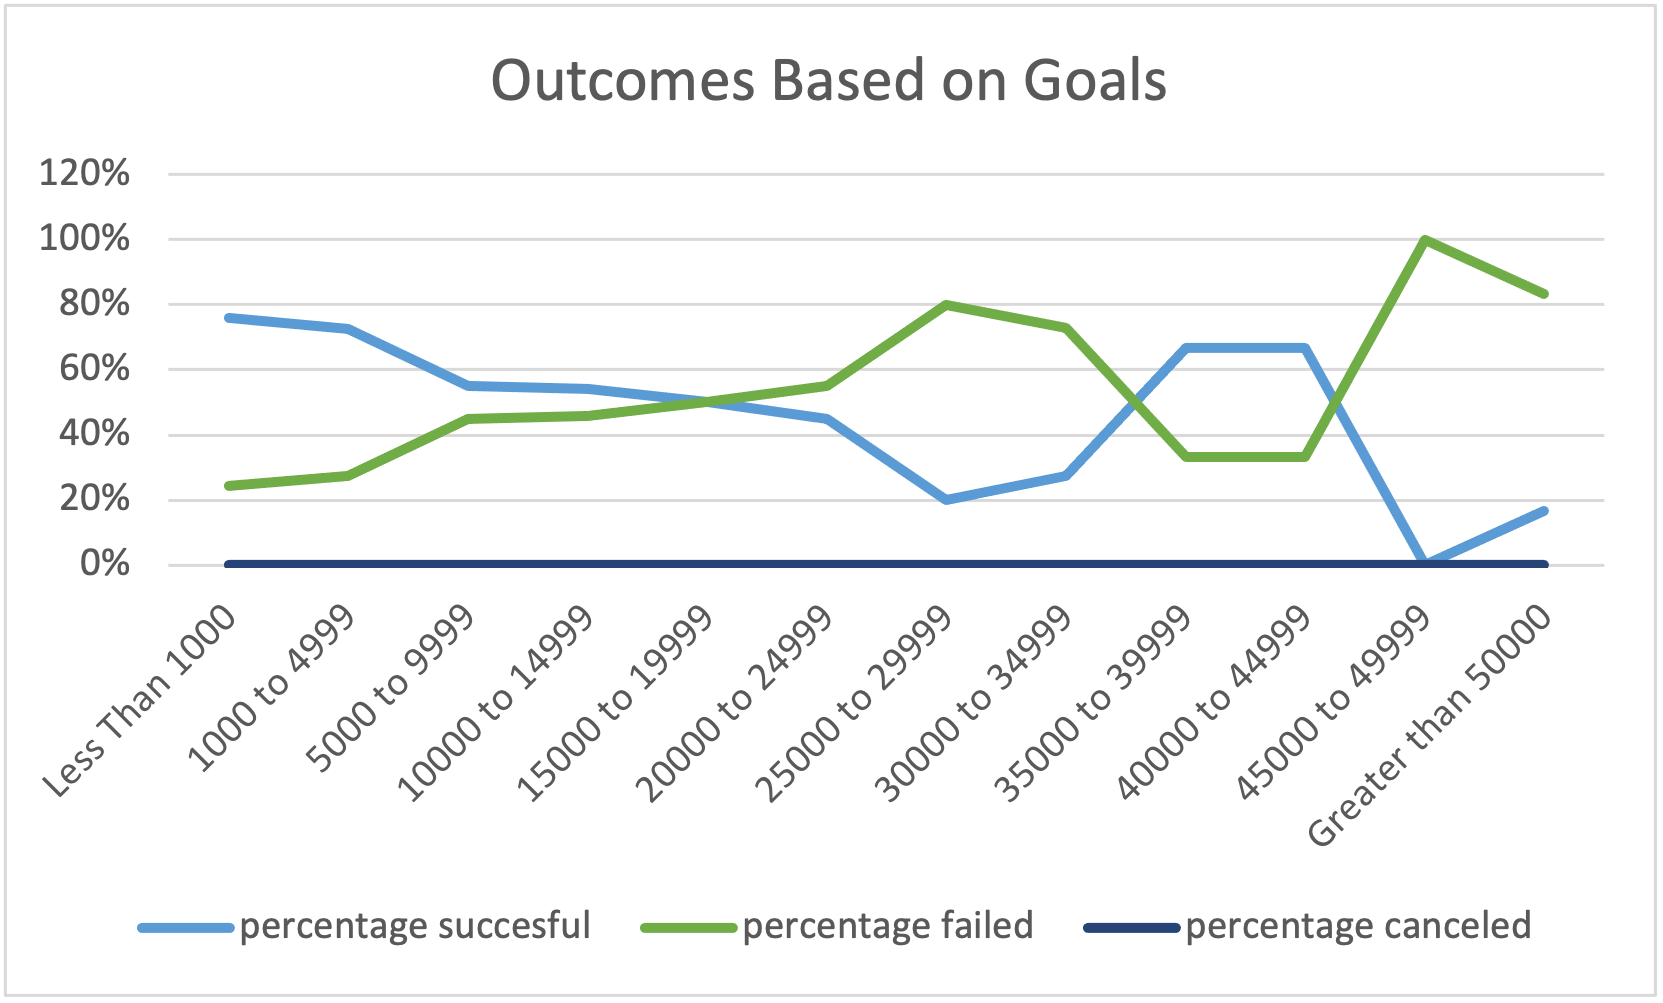 Outcomes Based on Goals
120%
100%
80%
60%
40%
20%
0%
Less Than 1000
1000 to 4999
5000 to 9999
10000 to 14999
15000 to 19999
20000 to 24999
25000 to 29999
30000 to 34999
35000 to 39999
40000 to 44999
45000 to 49999
Greater than 50000
percentage succesful percentage failed percentage canceled